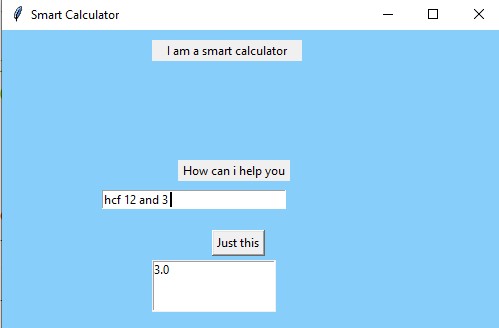 Smart Calculator
I am a smart calculator
How can i help you
hcf 12 and 3
Just this
3.0